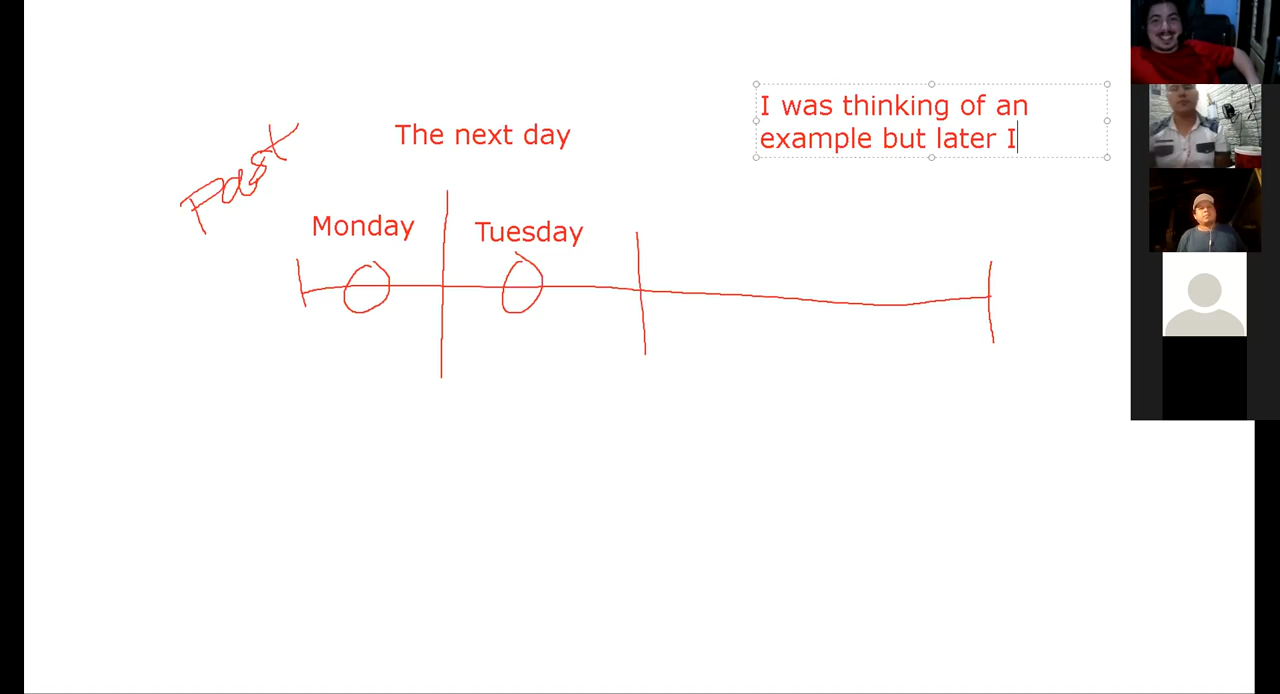 Past
The next day
I was thinking of an
example but later I
Monday
Tuesday